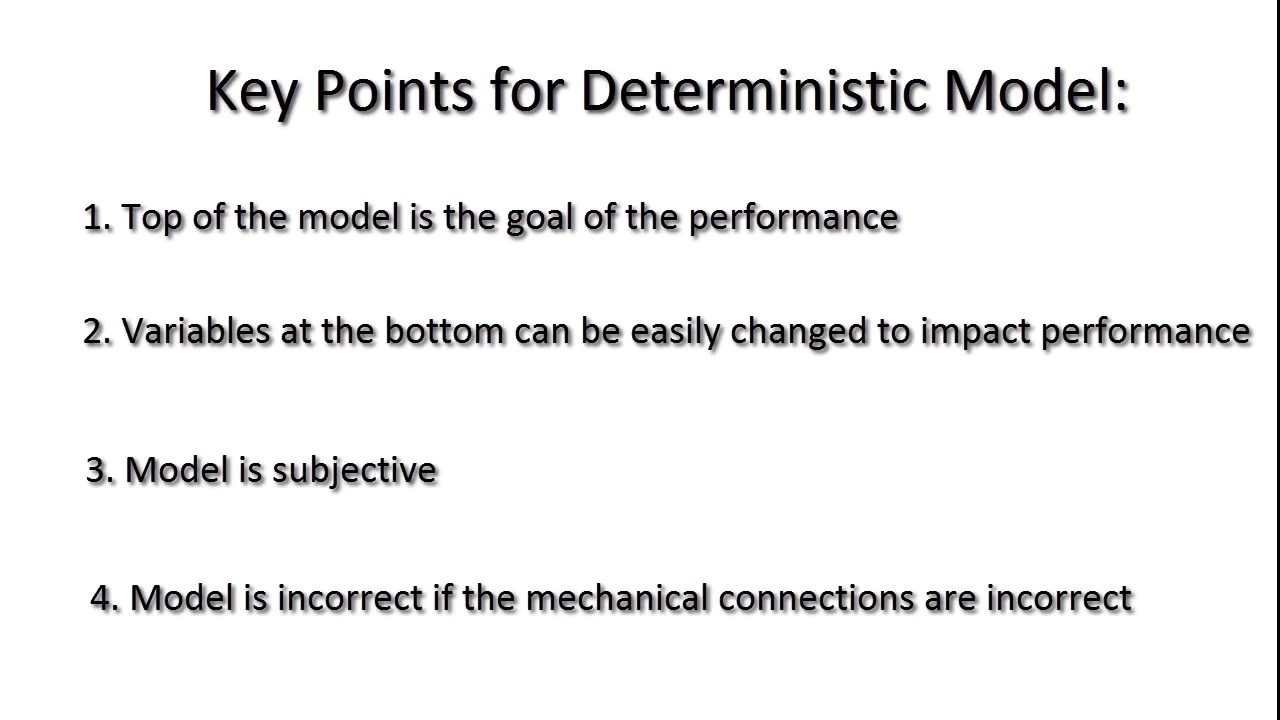 Key Points for Deterministic Model:
1. Top of the model is the goal of the performance
2. Variables at the bottom can be easily changed to impact performance
3. Model is subjective
4. Model is incorrect if the mechanical connections are incorrect